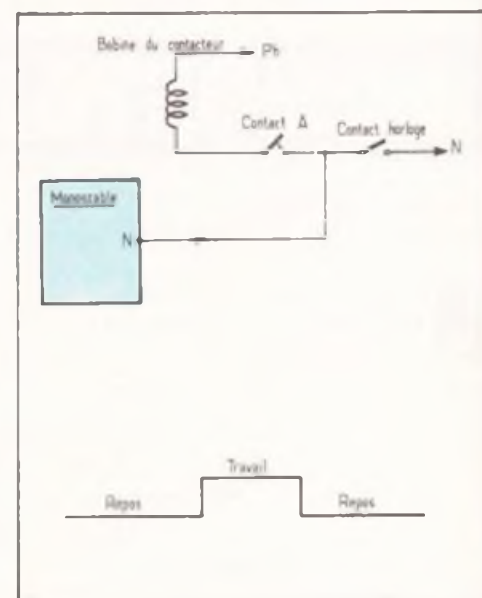 Bobine du contacteur
Ph
Contact Δ
Contact horloge
N
Monostable
N
Travail
Repos
Repos